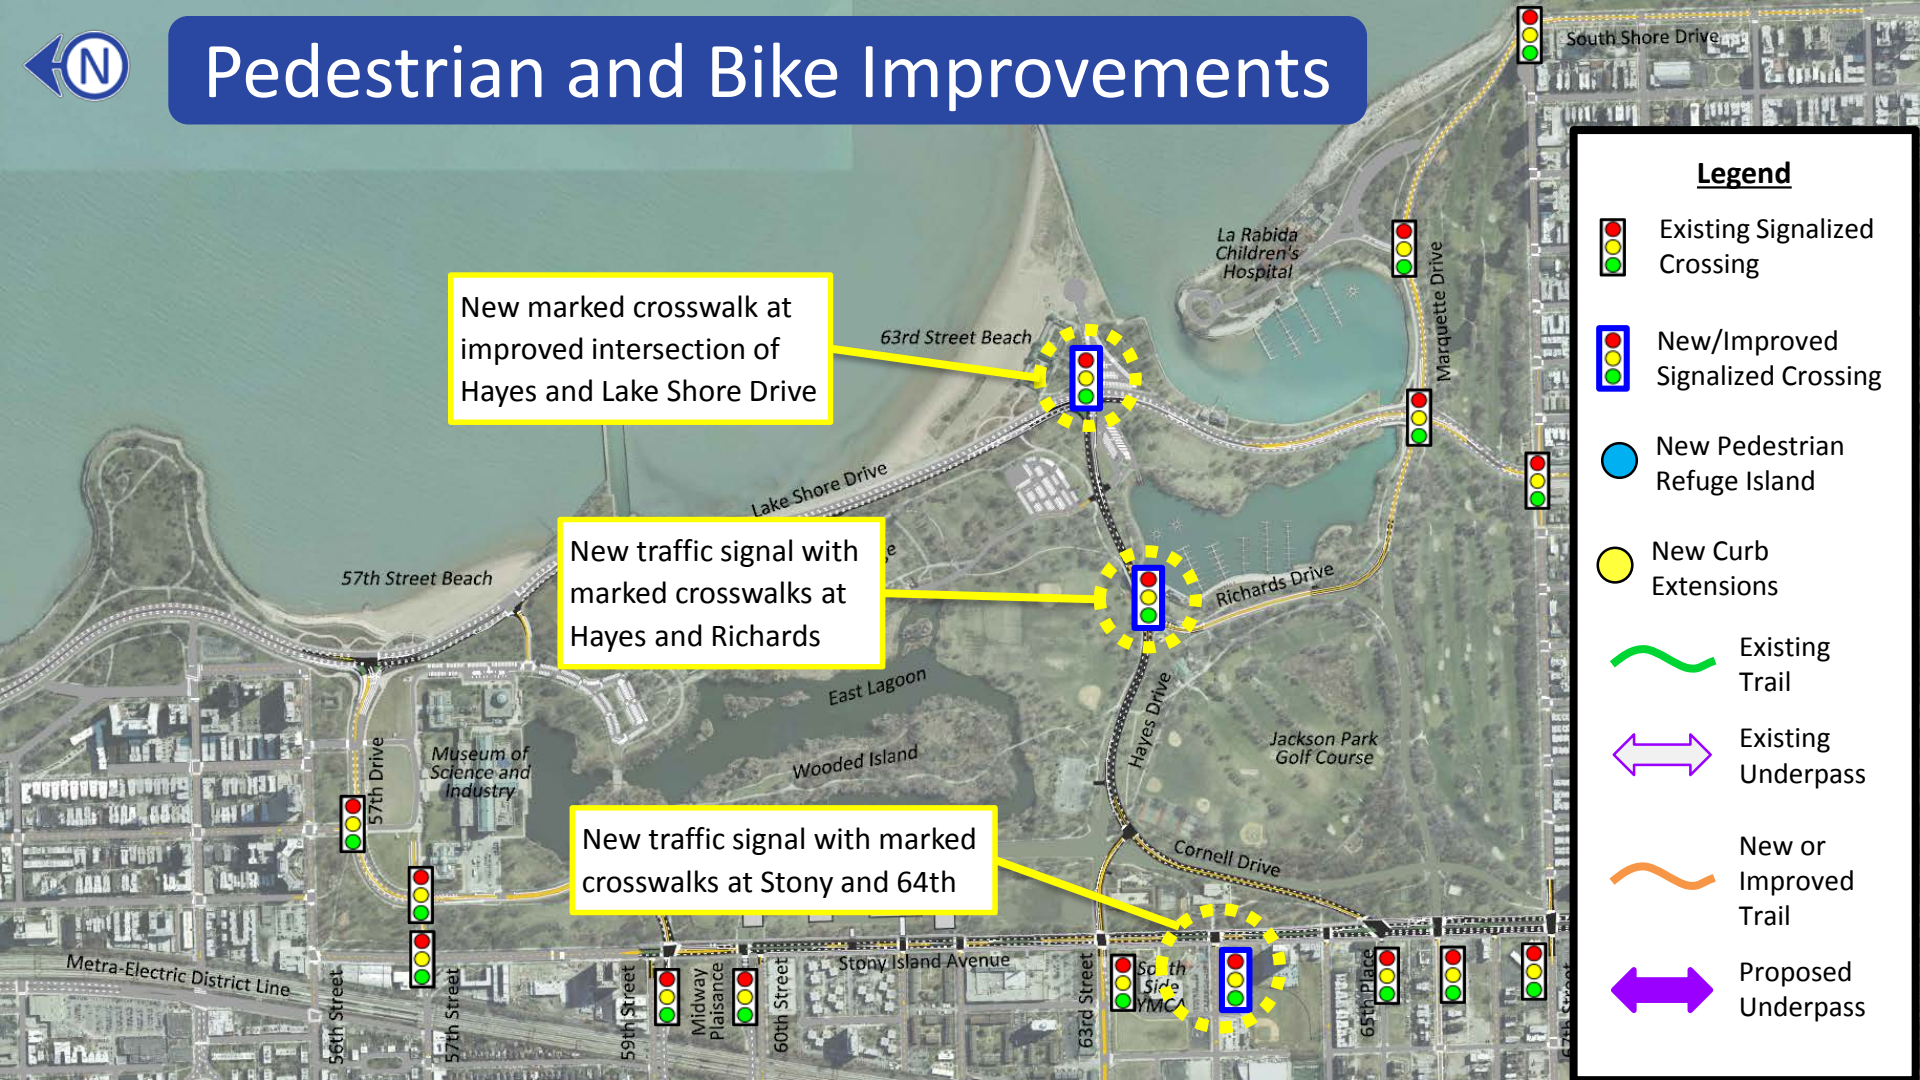 N
Pedestrian and Bike Improvements
South Shore Drive
Legend
Existing Signalized
Crossing
New/Improved
Signalized Crossing
New Pedestrian
Refuge Island
New Curb
Extensions
Existing
Trail
Existing
Underpass
New or
Improved
Trail
Proposed
Underpass
La Rabida
Children's
Hospital
Marquette Drive
New marked crosswalk at
improved intersection of
Hayes and Lake Shore Drive
63rd Street Beach
Lake Shore Drive
New traffic signal with
marked crosswalks at
Hayes and Richards
57th Street Beach
Richards Drive
East Lagoon
Hayes Drive
Wooded Island
Jackson Park
Golf Course
57th Drive
Museum of
Science and
Industry
New traffic signal with marked
crosswalks at Stony and 64th
Cornell Drive
Stony Island Avenue
Metra-Electric District Line
56th Street
57th Street
59th Street
Midway
Plaisance
60th Street
63rd Street
South
Side
YMCA
65th Place
67th Street